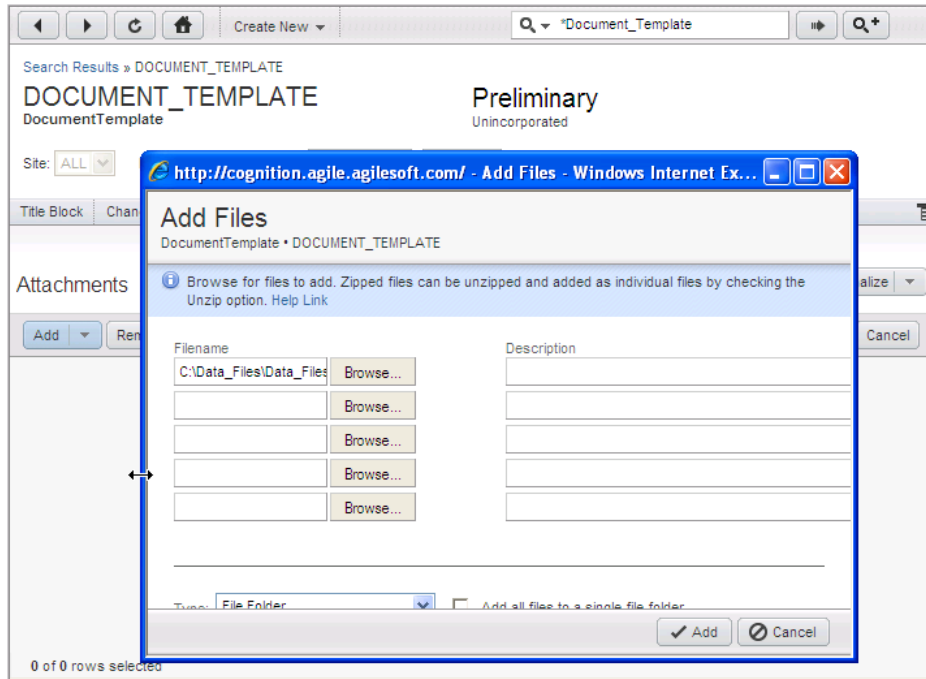 Create New
*Document_Template
Search Results » DOCUMENT_TEMPLATE
DOCUMENT_TEMPLATE
DocumentTemplate
Preliminary
Unincorporated
Site: ALL
http://cognition.agile.agilesoft.com/ - Add Files - Windows Internet Ex...
Title Block Chan
Add Files
DocumentTemplate • DOCUMENT_TEMPLATE
Attachments
Browse for files to add. Zipped files can be unzipped and added as individual files by checking the
Unzip option. Help Link
alize
Add Ren
Cancel
Filename Description
C:\Data_Files\Data_Files Browse...
Browse...
Browse...
Browse...
Browse...
Type: File Folder Add all files to a single file folder
Add Cancel
0 of 0 rows selected